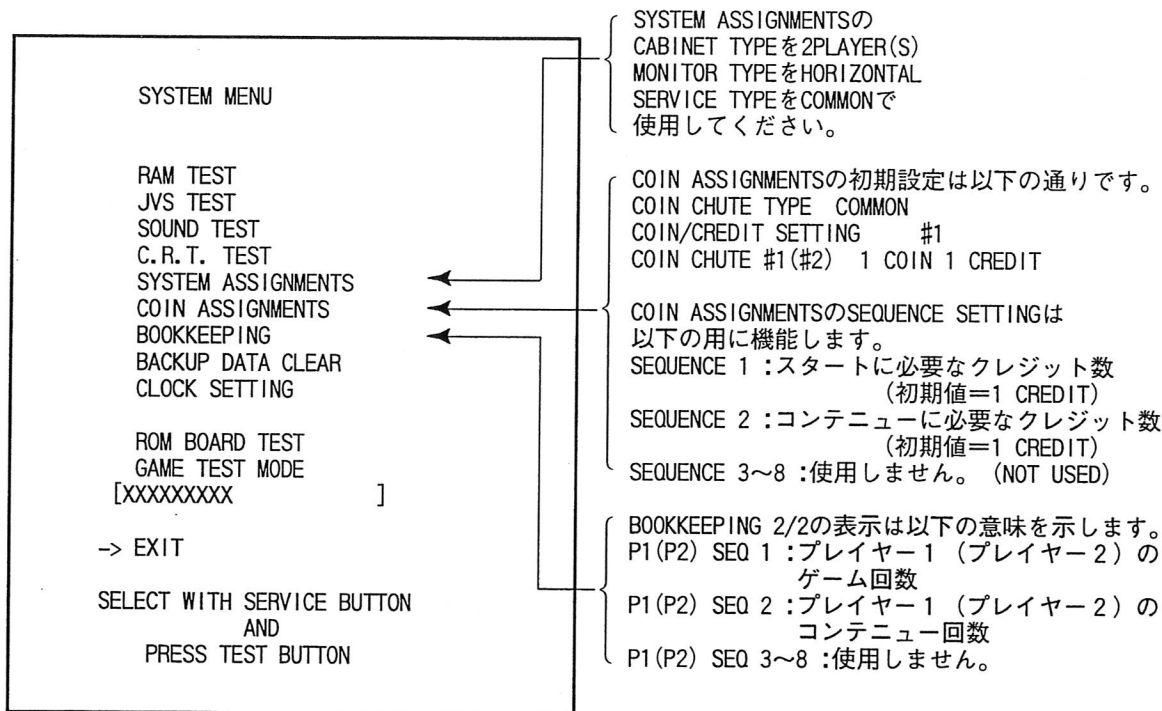 SYSTEM MENU
RAM TEST
JVS TEST
SOUND TEST
C.R.T. TEST
SYSTEM ASSIGNMENTS
COIN ASSIGNMENTS
BOOKKEEPING
BACKUP DATA CLEAR
CLOCK SETTING
ROM BOARD TEST
GAME TEST MODE
[XXXXXXXXX ]
-> EXIT
SELECT WITH SERVICE BUTTON
AND
PRESS TEST BUTTON
SYSTEM ASSIGNMENTSの
CABINET TYPEを2PLAYER(S)
MONITOR TYPEをHORIZONTAL
SERVICE TYPEをCOMMONで
使用してください。
COIN ASSIGNMENTSの初期設定は以下の通りです。
COIN CHUTE TYPE COMMON
COIN/CREDIT SETTING #1
COIN CHUTE #1(#2) 1 COIN 1 CREDIT
COIN ASSIGNMENTSのSEQUENCE SETTINGは
以下の用に機能します。
SEQUENCE 1 :スタートに必要なクレジット数
(初期値=1 CREDIT)
SEQUENCE 2 :コンテニューに必要なクレジット数
(初期値=1 CREDIT)
SEQUENCE 3〜8 :使用しません。 (NOT USED)
BOOKKEEPING 2/2の表示は以下の意味を示します。
P1(P2) SEQ 1 :プレイヤー1 (プレイヤー2)の
ゲーム回数
P1(P2) SEQ 2 :プレイヤー1 (プレイヤー2)の
コンテニュー回数
P1(P2) SEQ 3〜8 :使用しません。